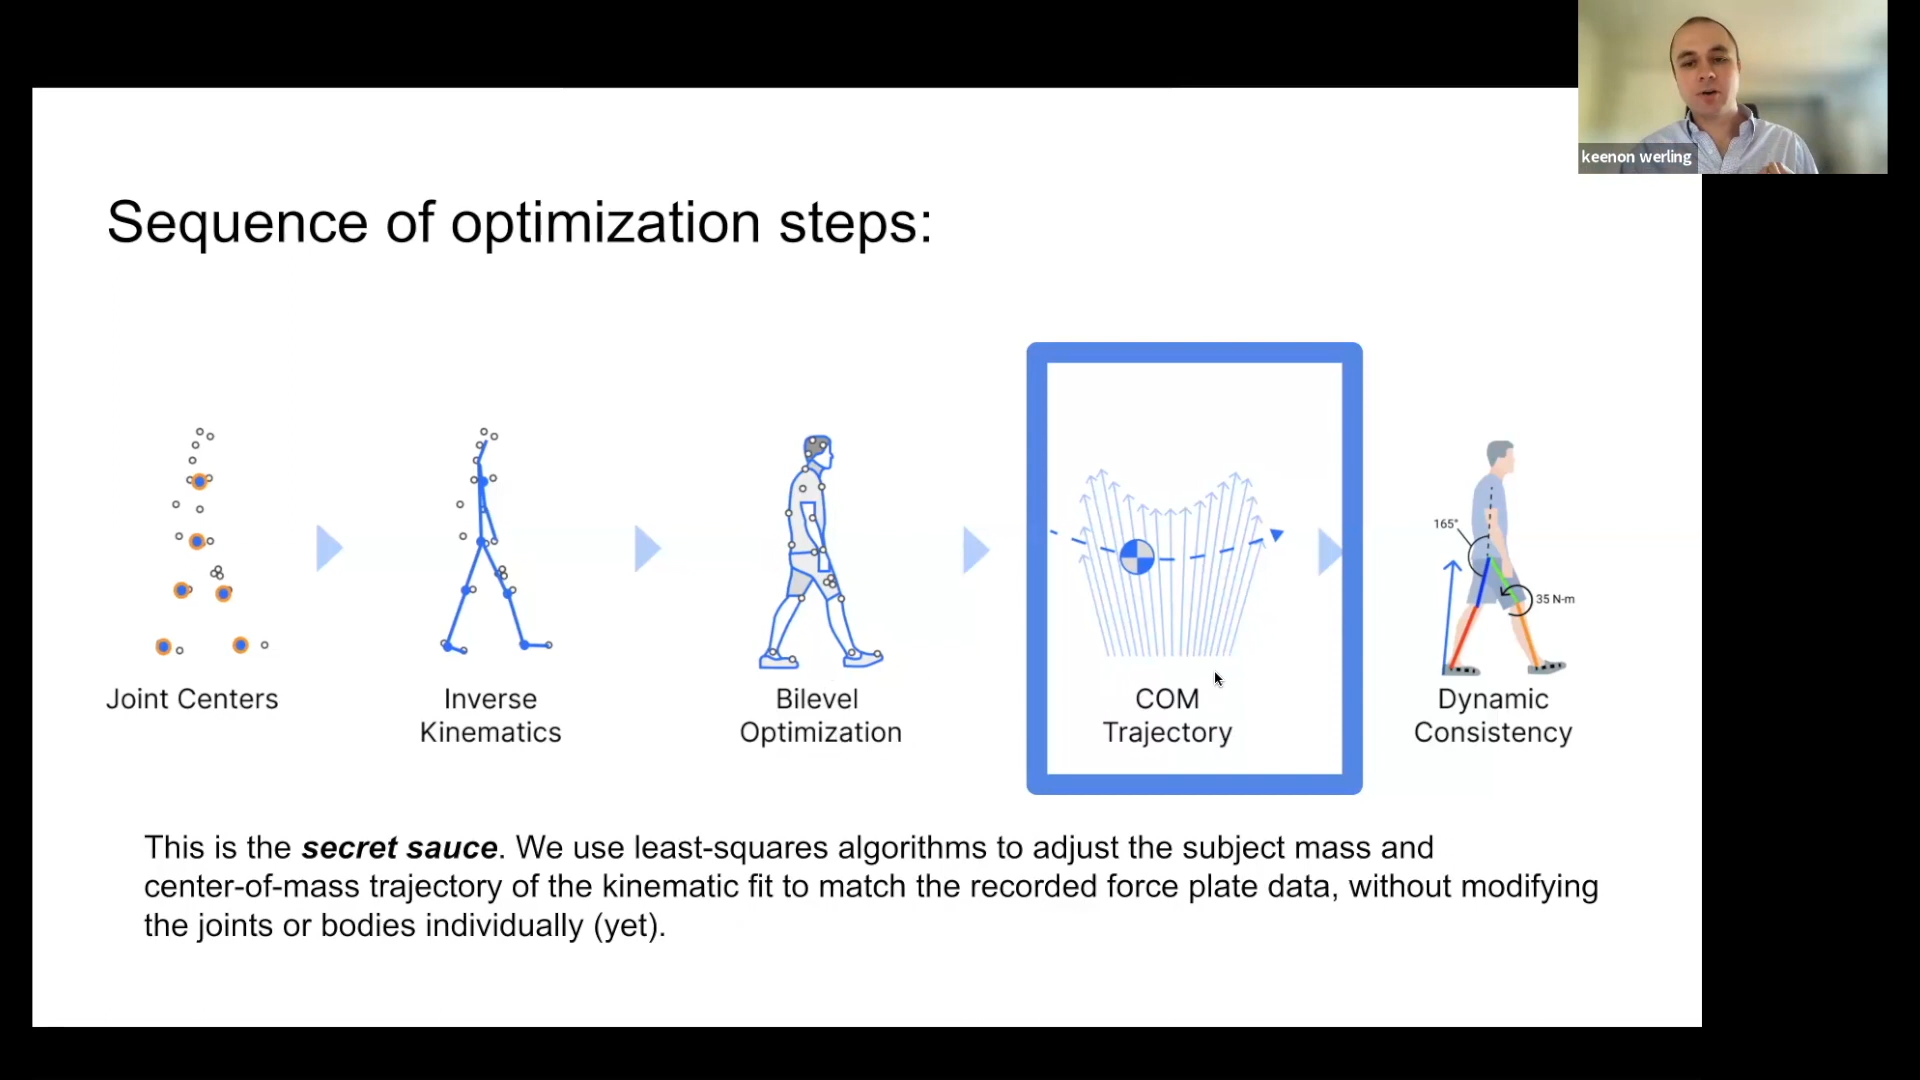 keenon werling
Sequence of optimization steps:
165°
35 N-m
Joint Centers
Inverse
Kinematics
Bilevel
Optimization
COM
Trajectory
Dynamic
Consistency
This is the secret sauce. We use least-squares algorithms to adjust the subject mass and
center-of-mass trajectory of the kinematic fit to match the recorded force plate data, without modifying
the joints or bodies individually (yet).